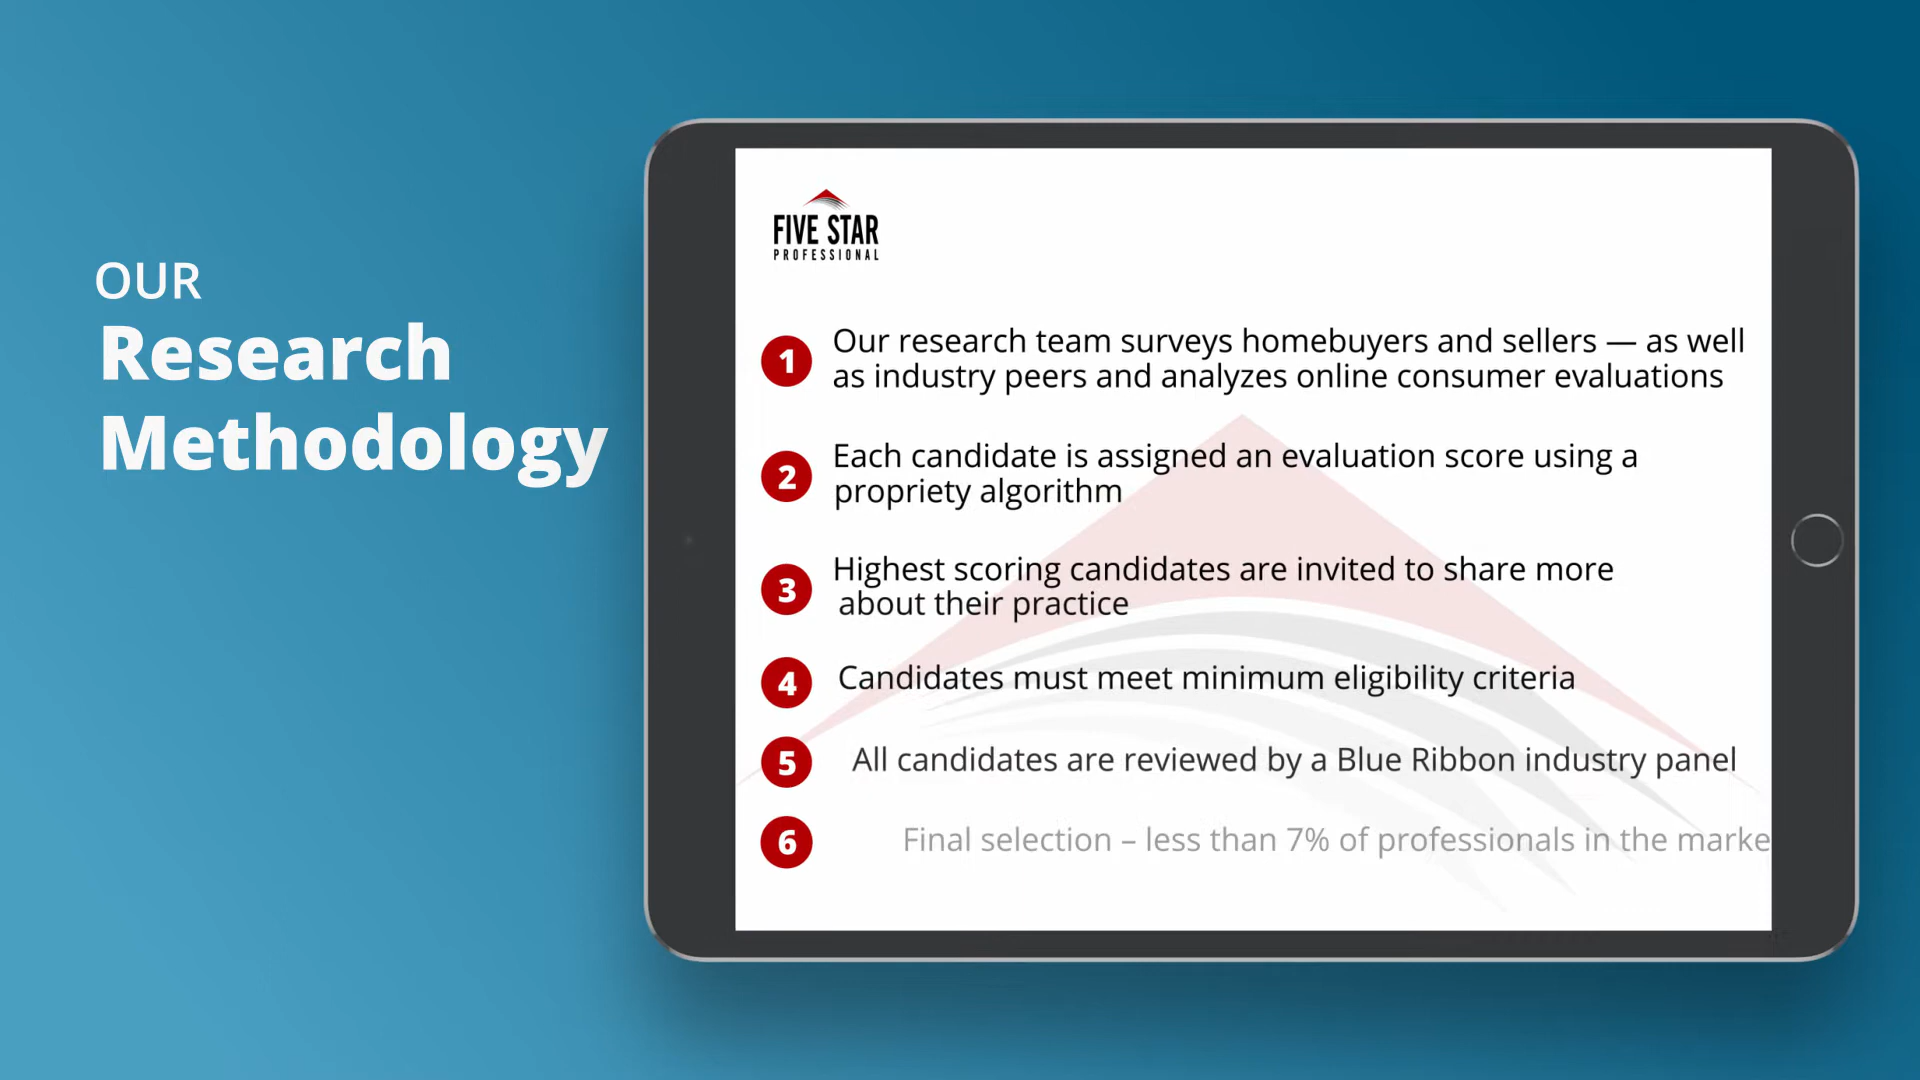 OUR
Research
Methodology
FIVE STAR
PROFESSIONAL
1 Our research team surveys homebuyers and sellers — as well
as industry peers and analyzes online consumer evaluations
2 Each candidate is assigned an evaluation score using a
propriety algorithm
3 Highest scoring candidates are invited to share more
about their practice
4 Candidates must meet minimum eligibility criteria
5 All candidates are reviewed by a Blue Ribbon industry panel
6 Final selection – less than 7% of professionals in the marke